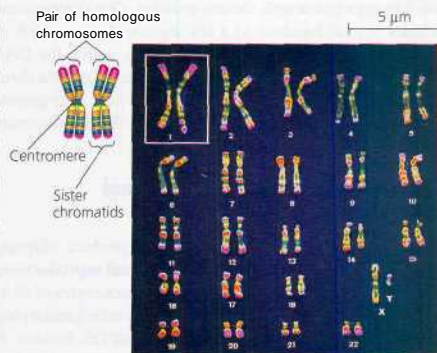 Pair of homologous
chromosomes
5 µm
Centromere
Sister
chromatids
1 2 3 4 5
6 7 8 9 10
11 12 13 14 15
16 17 18 X Y
19 20 21 22